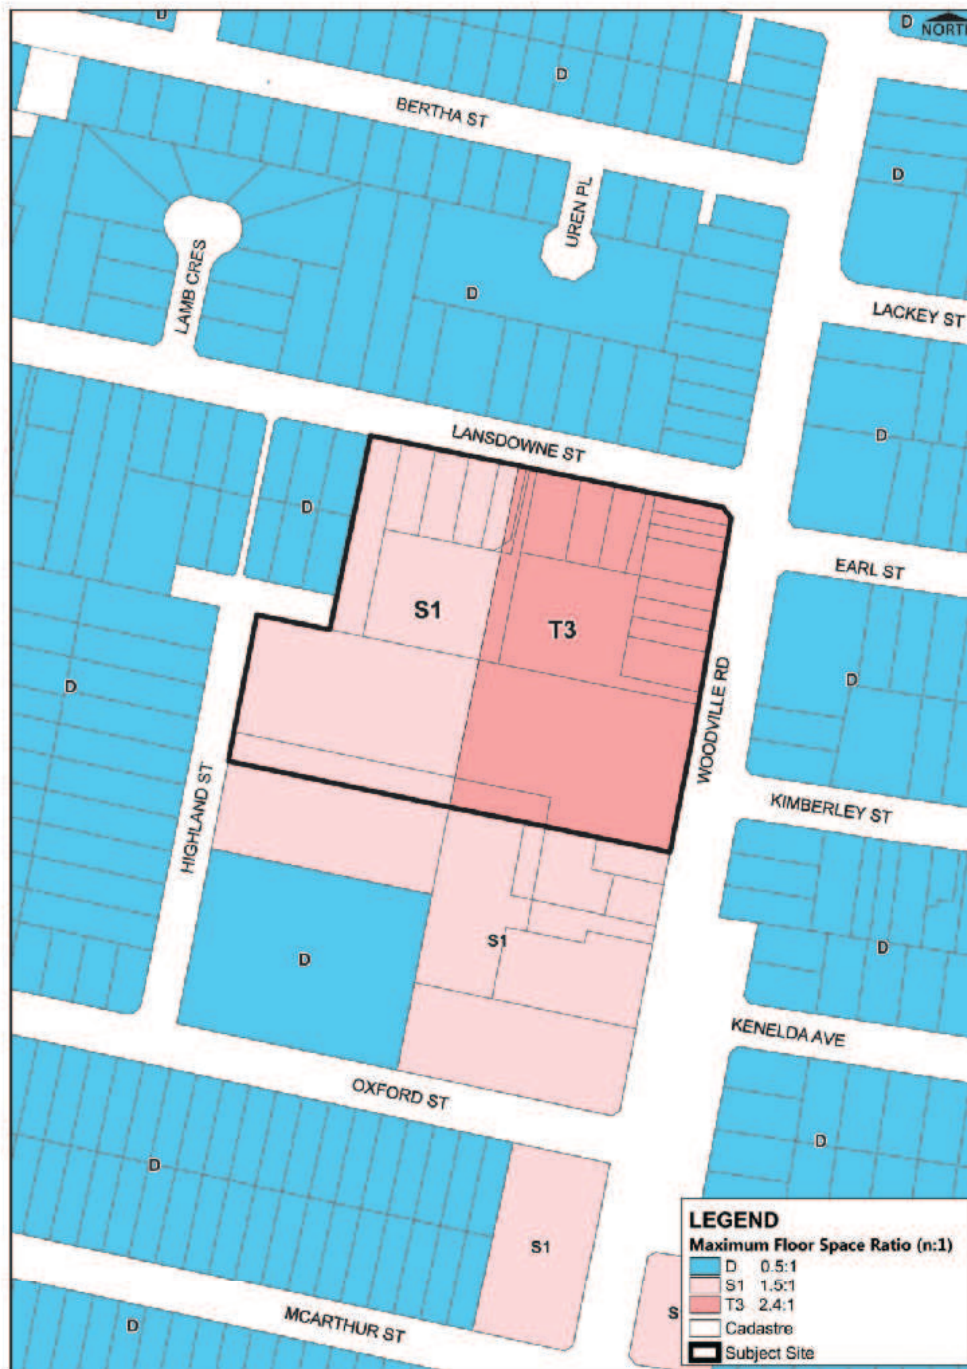 D
D
NORTH
D
BERTHA ST
D
UREN PL
LAMB CRES
D
LACKEY ST
LANSDOWNE ST
D
D
EARL ST
S1
T3
D
D
WOODVILLE RD
HIGHLAND ST
KIMBERLEY ST
S1
D
D
KENELDA AVE
OXFORD ST
D
D
S1
MCARTHUR ST
D
S
LEGEND
Maximum Floor Space Ratio (n:1)
D 0.5:1
S1 1.5:1
T3 2.4:1
Cadastre
Subject Site